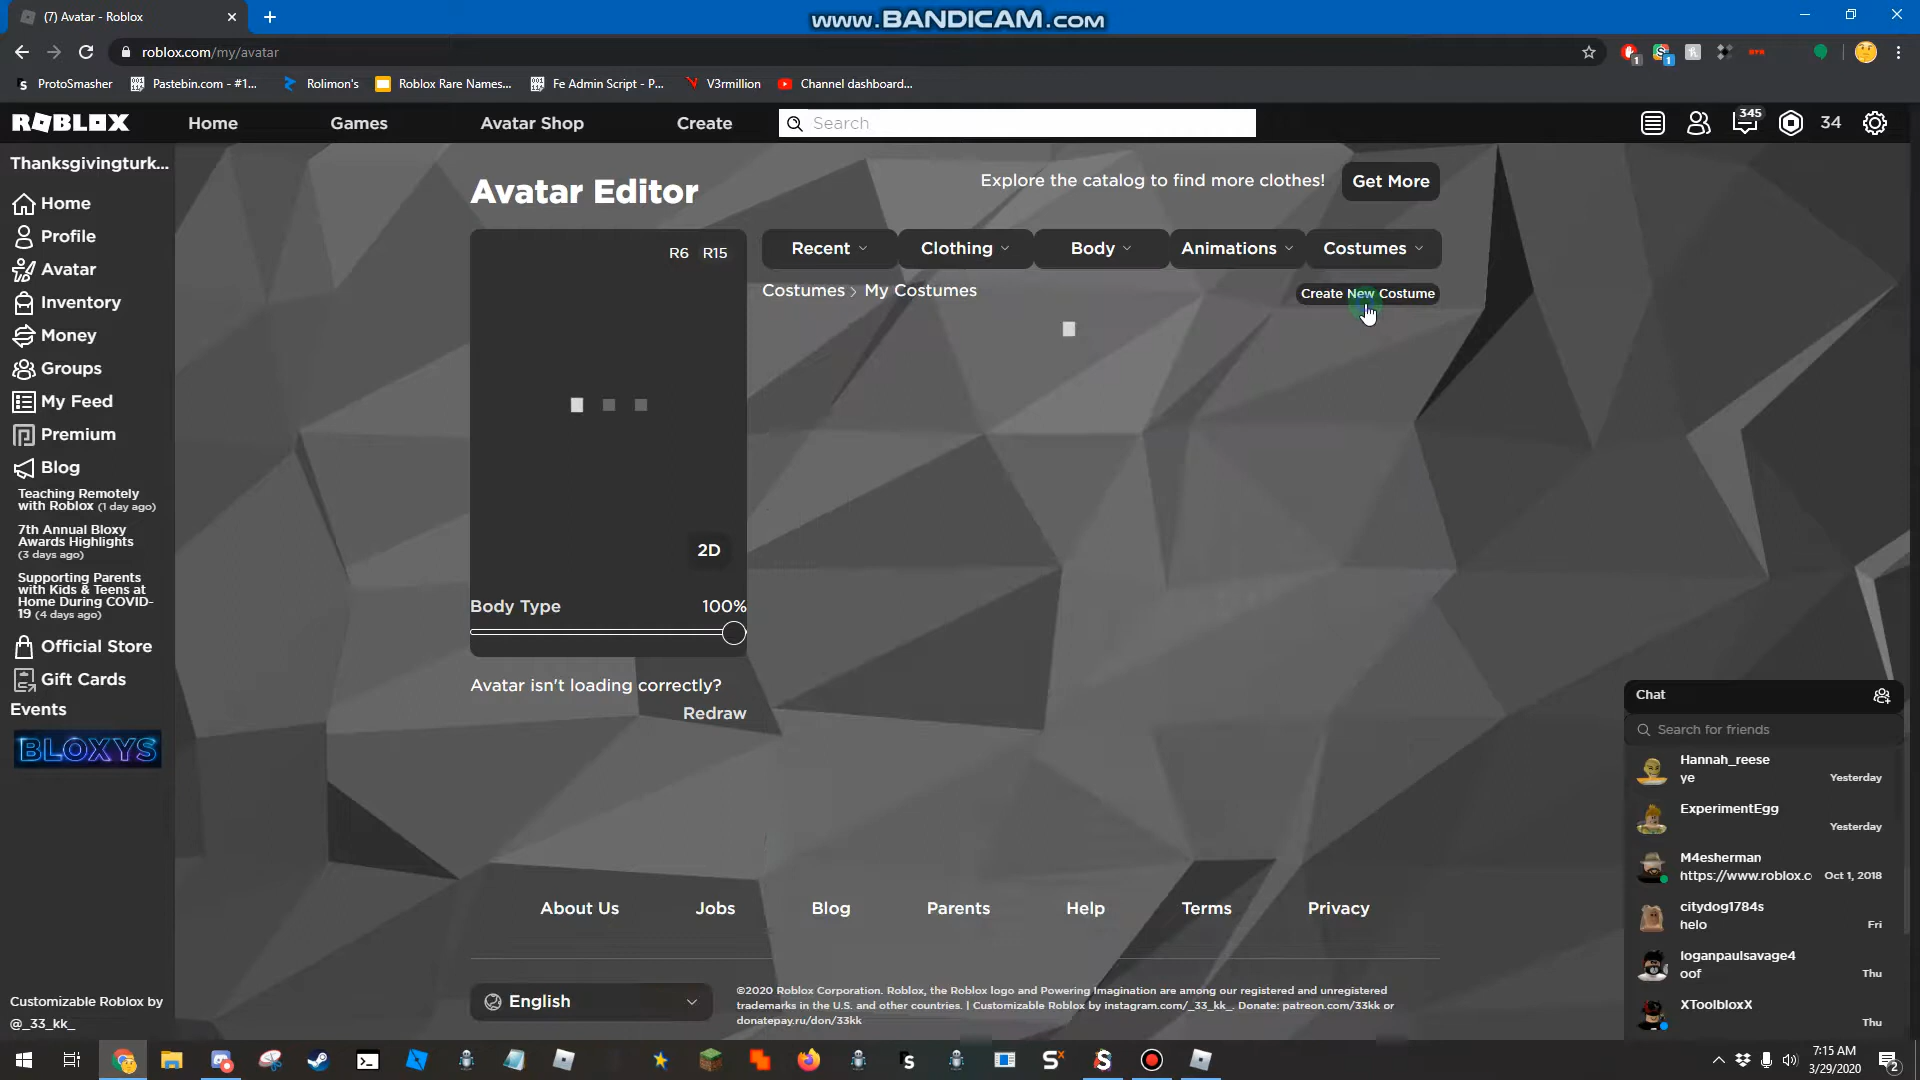 (7) Avatar - Roblox
www.BANDICAM.com
roblox.com/my/avatar
1
1
ProtoSmasher
Pastebin.com - #1...
Rolimon's
Roblox Rare Names...
Fe Admin Script - P...
V3rmillion
Channel dashboard...
ROBLOX
Home
Games
Avatar Shop
Create
Search
345
34
Thanksgivingturk...
Home
Profile
Avatar
Inventory
Money
Groups
My Feed
Premium
Blog
Teaching Remotely
with Roblox (1 day ago)
7th Annual Bloxy
Awards Highlights
(3 days ago)
Supporting Parents
with Kids & Teens at
Home During COVID-
19 (4 days ago)
Official Store
Gift Cards
Events
BLOXYS
Customizable Roblox by
@_33_kk_
Avatar Editor
Explore the catalog to find more clothes!
Get More
R6 R15
2D
Body Type 100%
Avatar isn't loading correctly?
Redraw
Recent
Clothing
Body
Animations
Costumes
Costumes > My Costumes
Create New Costume
Chat
Search for friends
Hannah_reese
ye Yesterday
ExperimentEgg
Yesterday
M4esherman
https://www.roblox.c Oct 1, 2018
citydog1784s
helo Fri
loganpaulsavage4
oof Thu
XToolbloxX
Thu
About Us
Jobs
Blog
Parents
Help
Terms
Privacy
English
©2020 Roblox Corporation. Roblox, the Roblox logo and Powering Imagination are among our registered and unregistered
trademarks in the U.S. and other countries. | Customizable Roblox by instagram.com/_33_kk_. Donate: patreon.com/33kk or
donatepay.ru/don/33kk
7:15 AM
3/29/2020
2